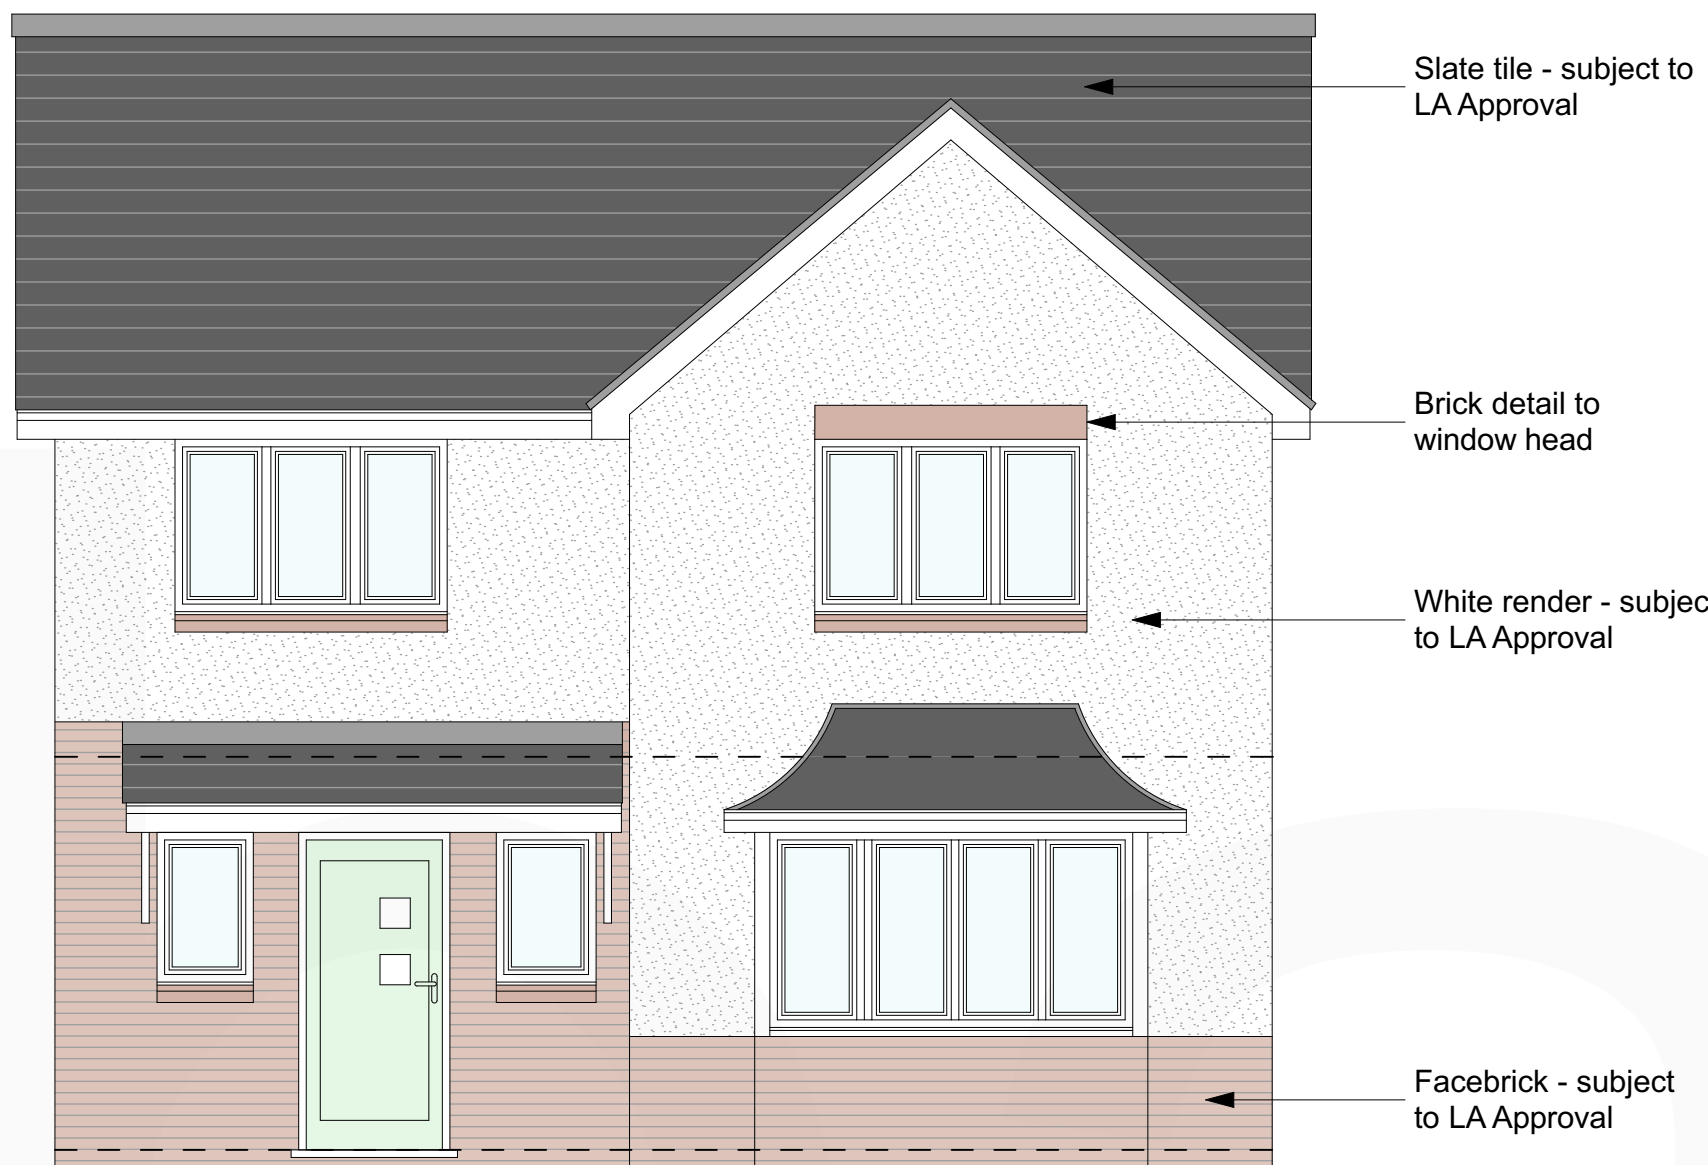 Slate tile - subject to
LA Approval
Brick detail to
window head
White render - subjec
to LA Approval
Facebrick - subject
to LA Approval